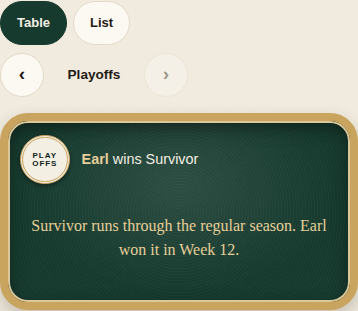 Table List
‹ Playoffs ›
PLAY
OFFS
Earl wins Survivor
Survivor runs through the regular season. Earl
won it in Week 12.